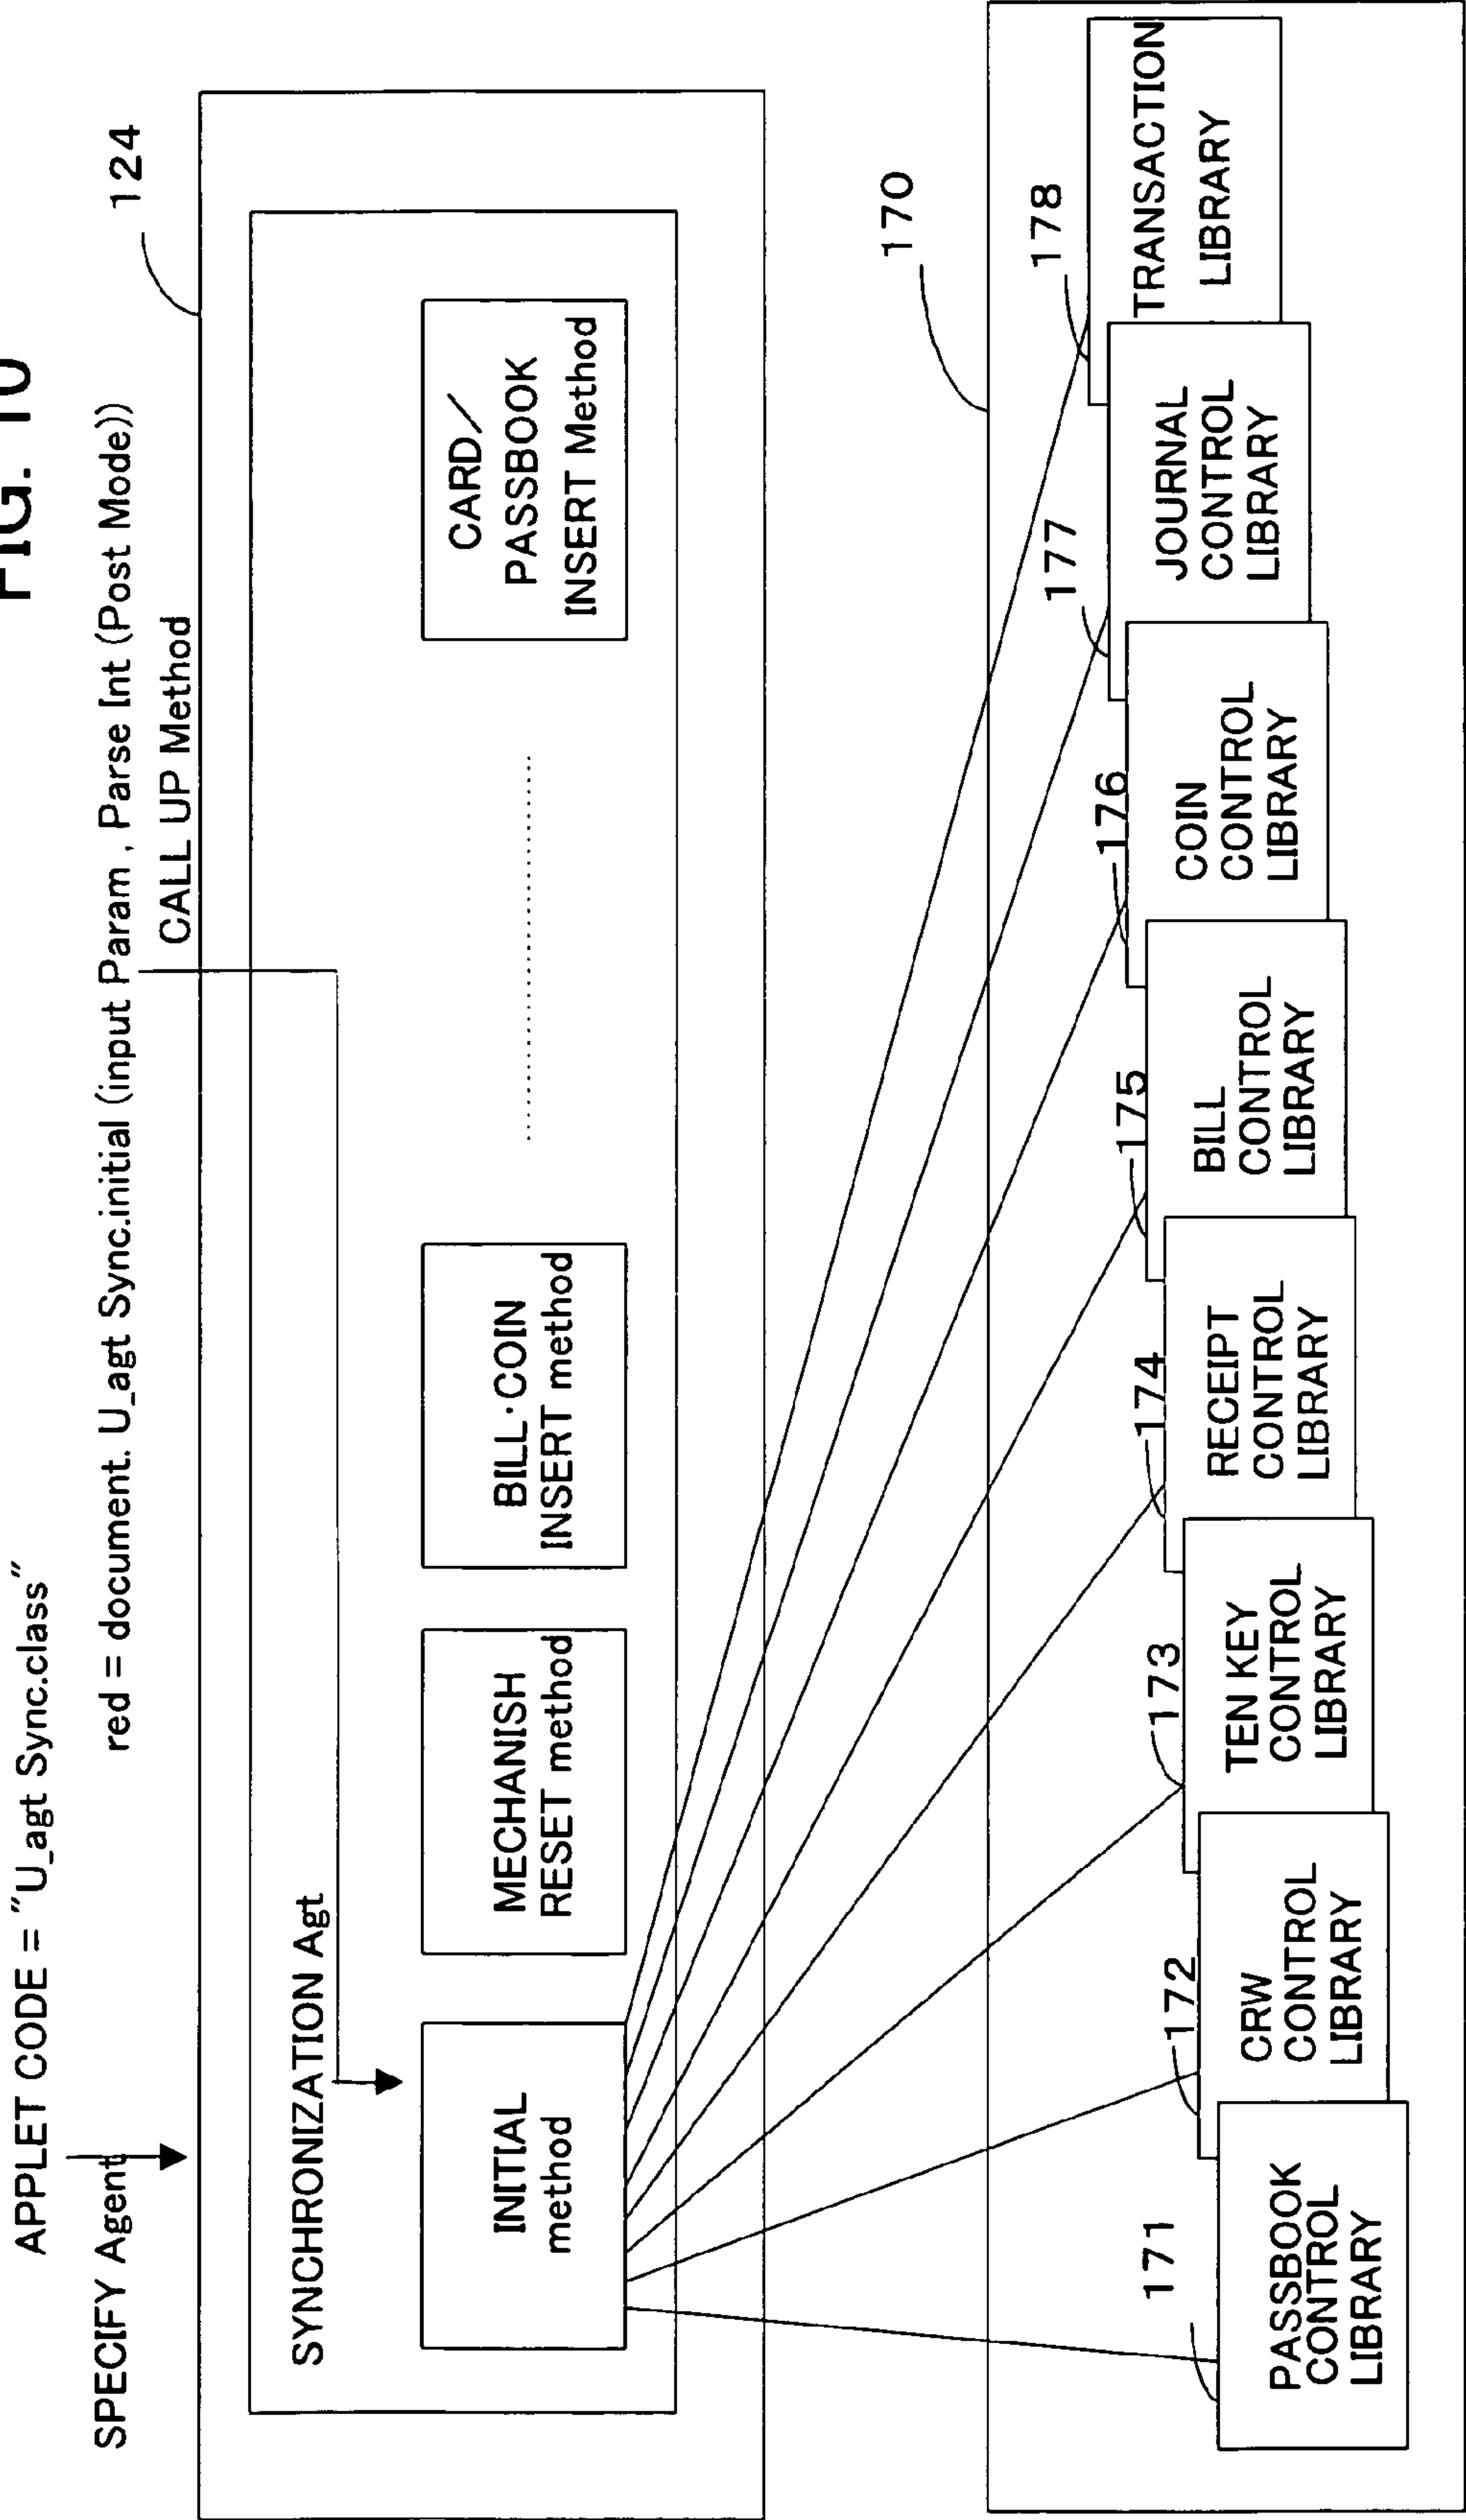 FIG. 10
APPLET CODE = "U_agt Sync.class"
SPECIFY Agent
red = document. U_agt Sync.initial (input Param , Parse Int (Post Mode))
CALL UP Method
124
SYNCHRONIZATION Agt
INITIAL
method
MECHANISH
RESET method
BILL·COIN
INSERT method
CARD/
PASSBOOK
INSERT Method
170
171
PASSBOOK
CONTROL
LIBRARY
172
CRW
CONTROL
LIBRARY
173
TEN KEY
CONTROL
LIBRARY
174
RECEIPT
CONTROL
LIBRARY
175
BILL
CONTROL
LIBRARY
176
COIN
CONTROL
LIBRARY
177
JOURNAL
CONTROL
LIBRARY
178
TRANSACTION
LIBRARY